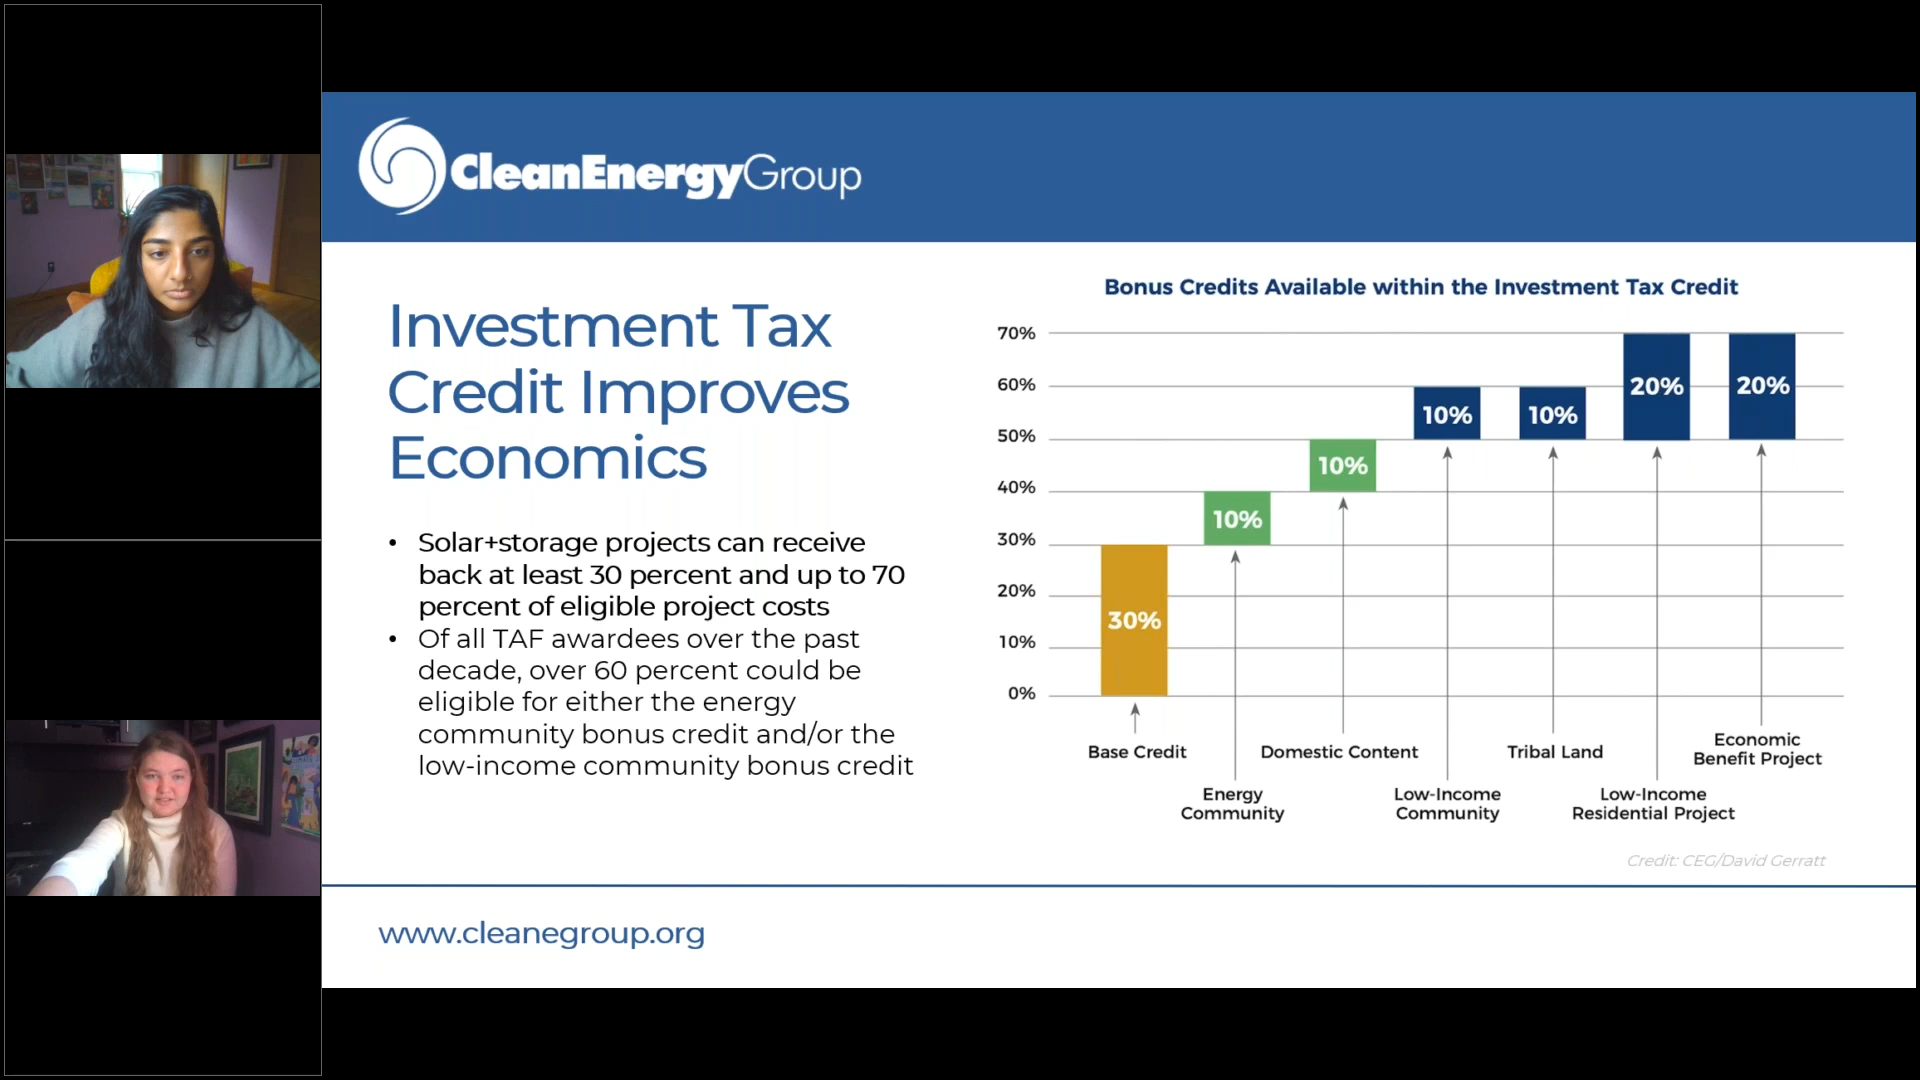 CleanEnergyGroup
Investment Tax
Credit Improves
Economics
• Solar+storage projects can receive
back at least 30 percent and up to 70
percent of eligible project costs
• Of all TAF awardees over the past
decade, over 60 percent could be
eligible for either the energy
community bonus credit and/or the
low-income community bonus credit
Bonus Credits Available within the Investment Tax Credit
70%
60%
50%
40%
30%
20%
10%
0%
30%
10%
10%
10%
10%
20%
20%
Base Credit
Energy
Community
Domestic Content
Low-Income
Community
Tribal Land
Low-Income
Residential Project
Economic
Benefit Project
Credit: CEG/David Gerratt
www.cleanegroup.org